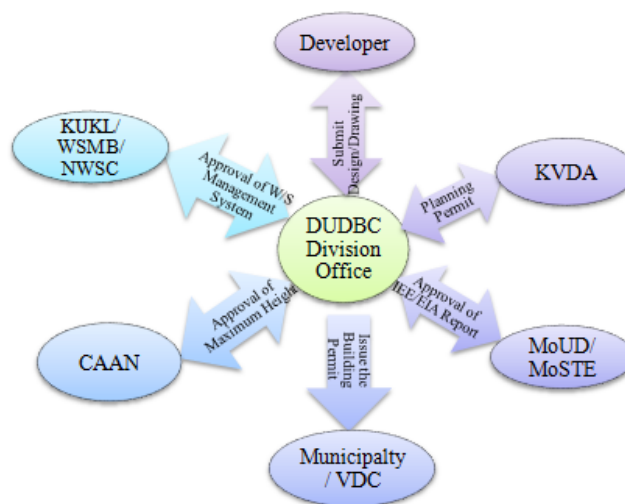 Developer
Submit
Design/Drawing
KUKL/
WSMB/
NWSC
Approval of W/S
Management
System
KVDA
Planning
Permit
DUDBC
Division
Office
Approval of
Maximum Height
Approval of
IEE/EIA Report
CAAN
Issue the
Building
Permit
MoUD/
MoSTE
Municipalty
/ VDC